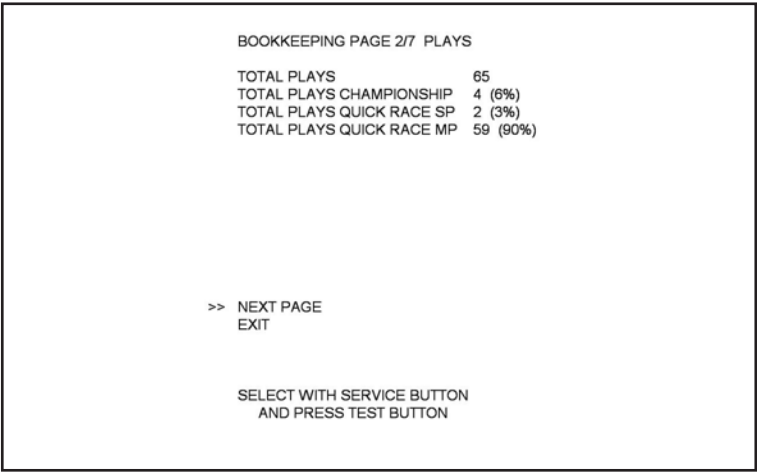 BOOKKEEPING PAGE 2/7 PLAYS
TOTAL PLAYS 65
TOTAL PLAYS CHAMPIONSHIP 4 (6%)
TOTAL PLAYS QUICK RACE SP 2 (3%)
TOTAL PLAYS QUICK RACE MP 59 (90%)
>> NEXT PAGE
EXIT
SELECT WITH SERVICE BUTTON
AND PRESS TEST BUTTON